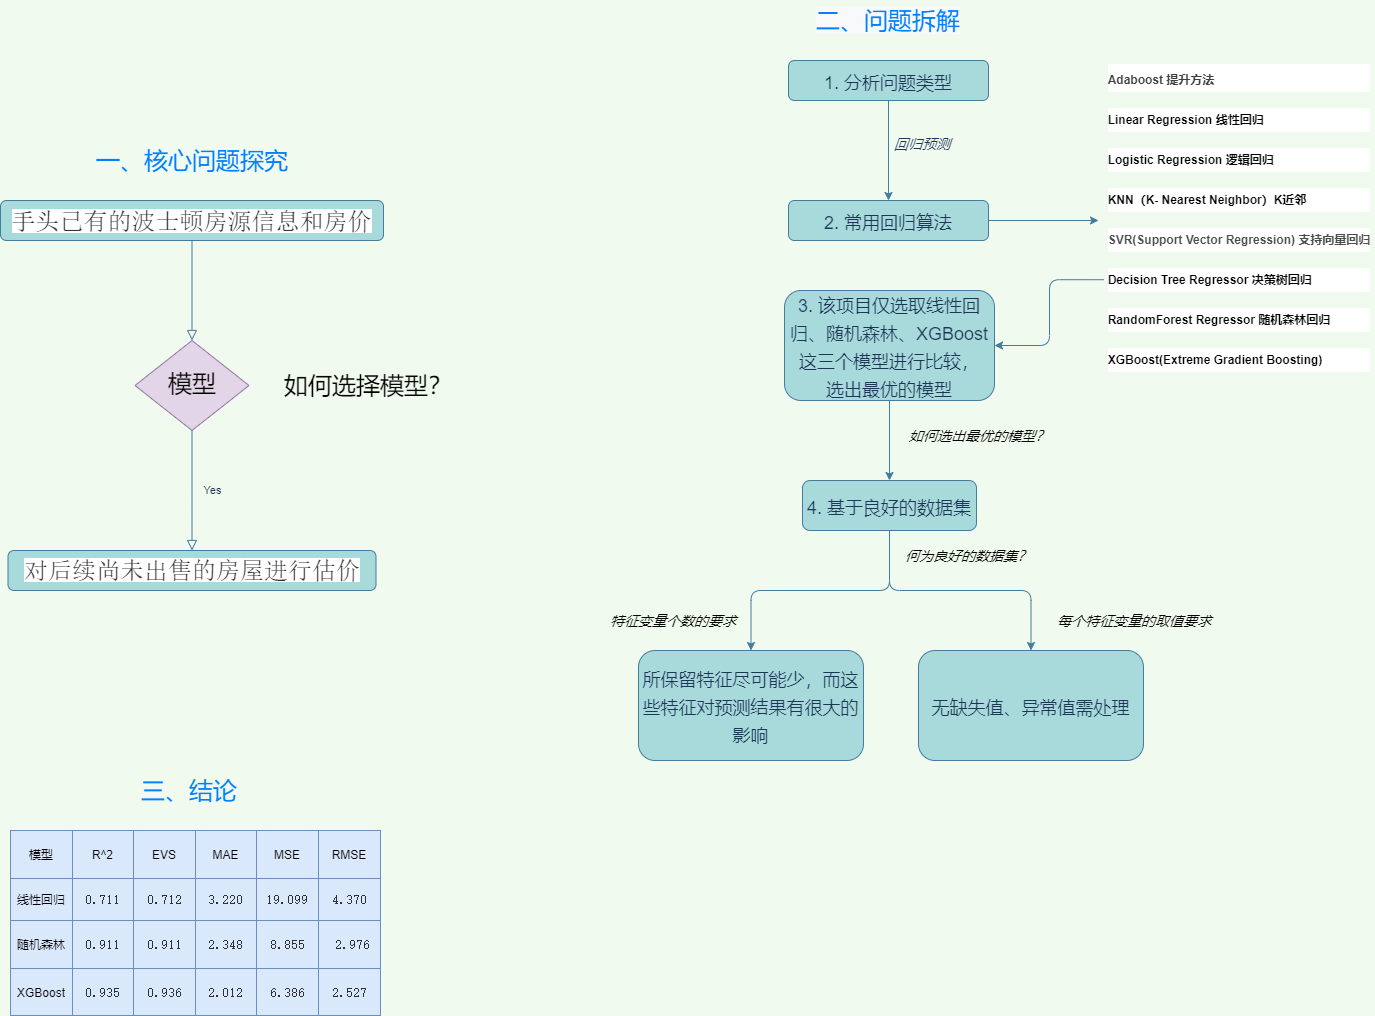 一、核心问题探究
手头已有的波士顿房源信息和房价
模型
如何选择模型？
Yes
对后续尚未出售的房屋进行估价
二、问题拆解
1. 分析问题类型
回归预测
2. 常用回归算法
Adaboost 提升方法
Linear Regression 线性回归
Logistic Regression 逻辑回归
KNN（K- Nearest Neighbor）K近邻
SVR(Support Vector Regression) 支持向量回归
Decision Tree Regressor 决策树回归
RandomForest Regressor 随机森林回归
XGBoost(Extreme Gradient Boosting)
3. 该项目仅选取线性回
归、随机森林、XGBoost
这三个模型进行比较，
选出最优的模型
如何选出最优的模型？
4. 基于良好的数据集
何为良好的数据集？
特征变量个数的要求
每个特征变量的取值要求
所保留特征尽可能少，而这
些特征对预测结果有很大的
影响
无缺失值、异常值需处理
三、结论
模型 R^2 EVS MAE MSE RMSE
线性回归 0.711 0.712 3.220 19.099 4.370
随机森林 0.911 0.911 2.348 8.855 2.976
XGBoost 0.935 0.936 2.012 6.386 2.527